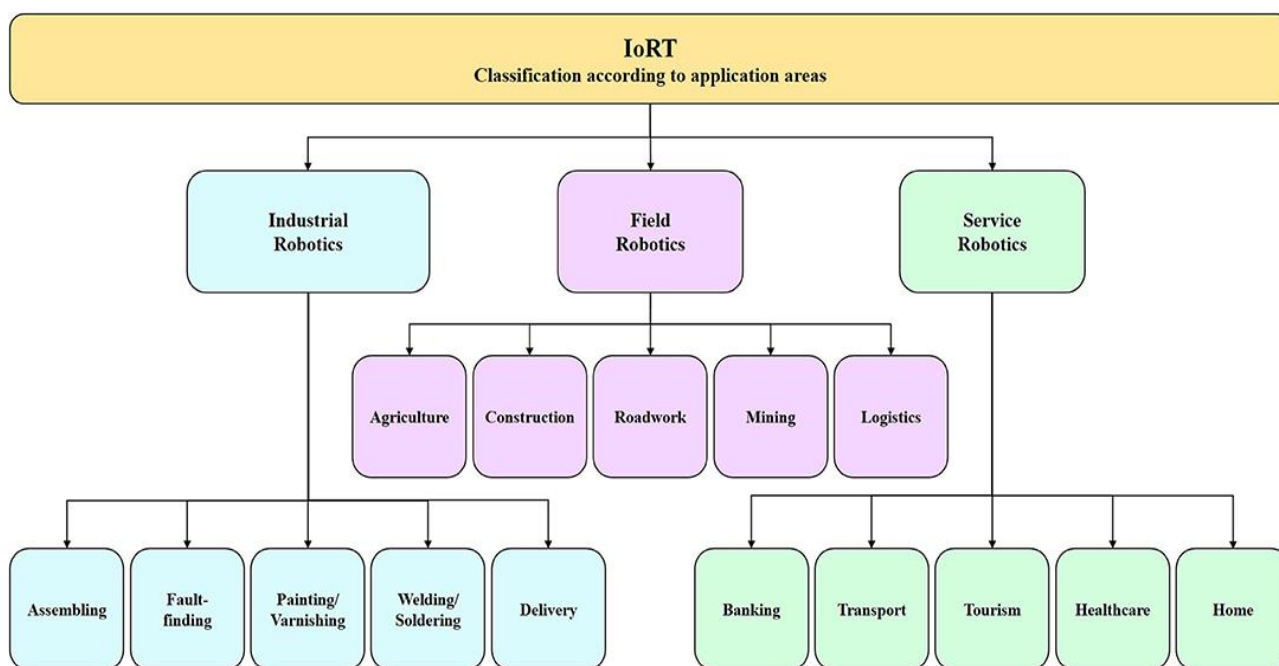 IoRT
Classification according to application areas
Industrial
Robotics
Field
Robotics
Service
Robotics
Agriculture
Construction
Roadwork
Mining
Logistics
Assembling
Fault-
finding
Painting/
Varnishing
Welding/
Soldering
Delivery
Banking
Transport
Tourism
Healthcare
Home